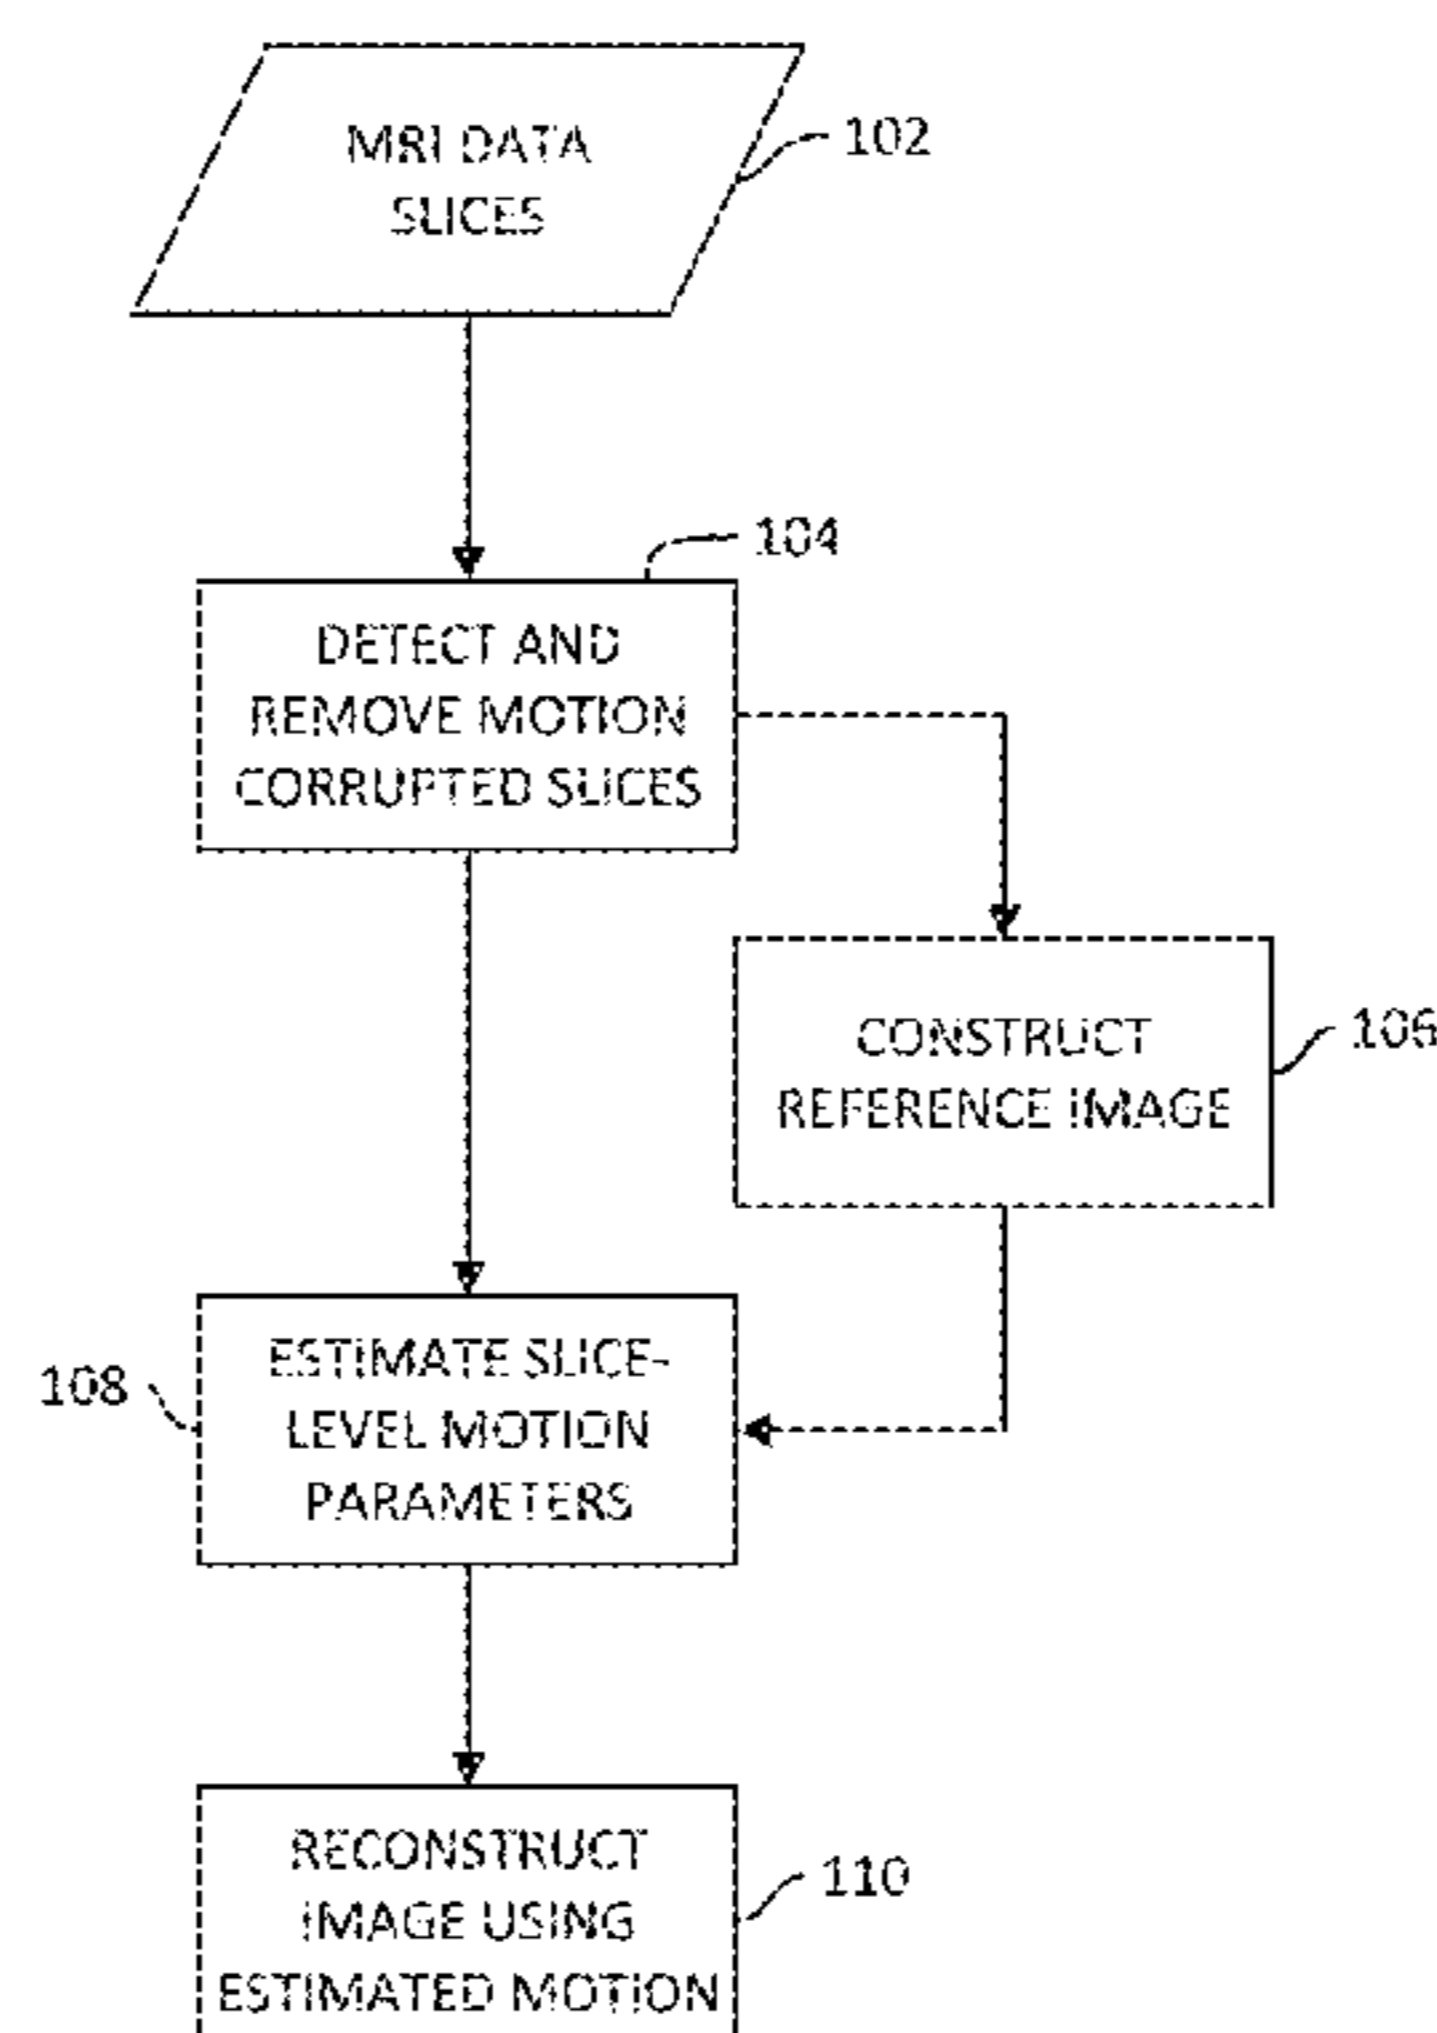 MRI DATA
SLICES
102
104
DETECT AND
REMOVE MOTION
CORRUPTED SLICES
CONSTRUCT
REFERENCE IMAGE
106
108
ESTIMATE SLICE-
LEVEL MOTION
PARAMETERS
RECONSTRUCT
IMAGE USING
ESTIMATED MOTION
110